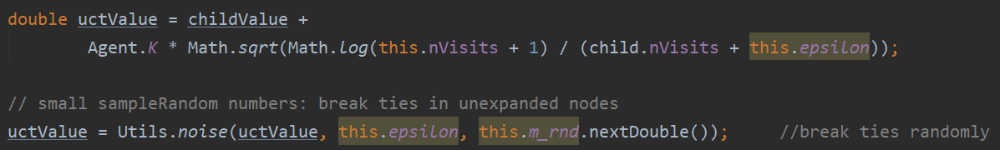 double uctValue = childValue +
Agent.K * Math.sqrt(Math.log(this.nVisits + 1) / (child.nVisits + this.epsilon));
// small sampleRandom numbers: break ties in unexpanded nodes
uctValue = Utils.noise(uctValue, this.epsilon, this.m_rnd.nextDouble()); //break ties randomly